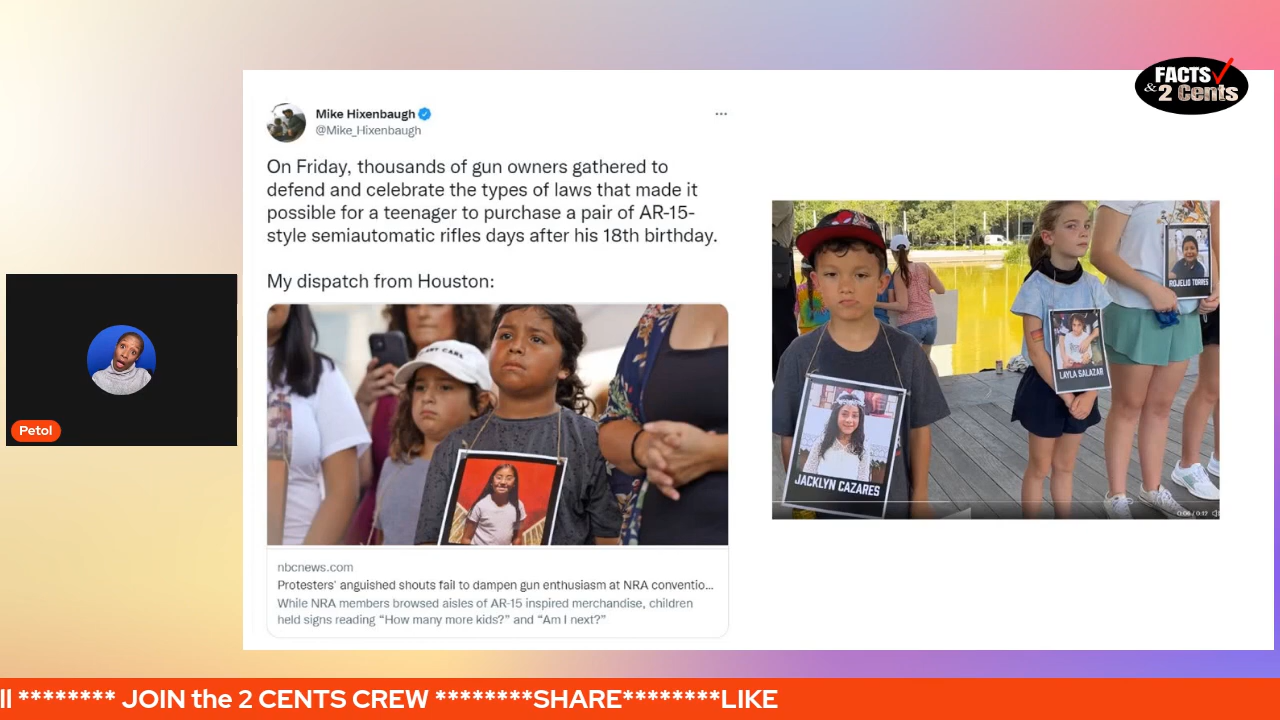 FACTS
& 2 Cents
Mike Hixenbaugh
@Mike_Hixenbaugh
On Friday, thousands of gun owners gathered to
defend and celebrate the types of laws that made it
possible for a teenager to purchase a pair of AR-15-
style semiautomatic rifles days after his 18th birthday.
My dispatch from Houston:
nbcnews.com
Protesters' anguished shouts fail to dampen gun enthusiasm at NRA conventio...
While NRA members browsed aisles of AR-15 inspired merchandise, children
held signs reading “How many more kids?” and “Am I next?”
ROJELIO TORRES
LAYLA SALAZAR
JACKLYN CAZARES
Petol
ll ******** JOIN the 2 CENTS CREW ********SHARE********LIKE